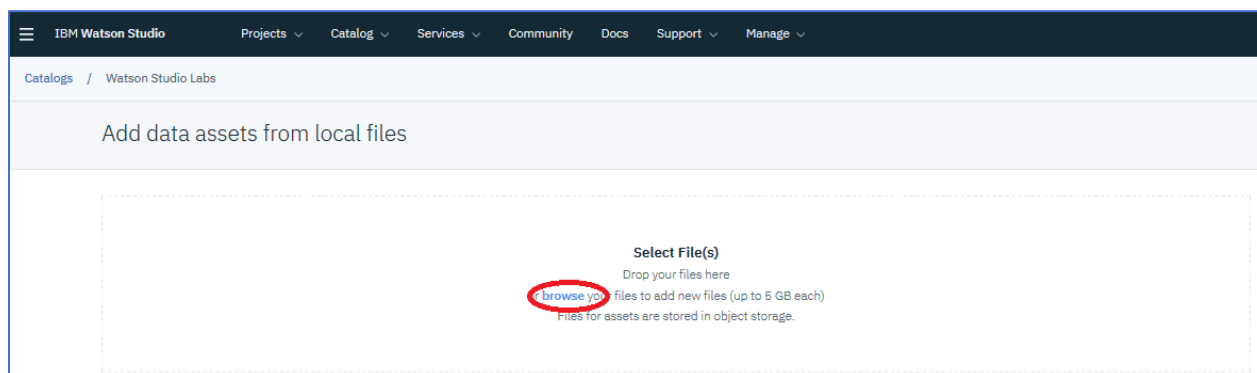 IBM Watson Studio Projects Catalog Services Community Docs Support Manage
Catalogs / Watson Studio Labs
Add data assets from local files
Select File(s)
Drop your files here
r browse your files to add new files (up to 5 GB each)
Files for assets are stored in object storage.